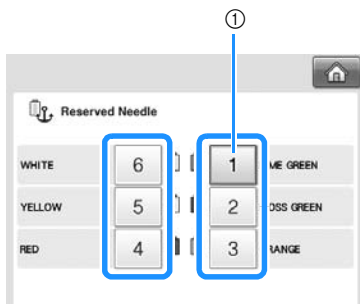 ①
Reserved Needle
WHITE 6 1 ME GREEN
YELLOW 5 2 OSS GREEN
RED 4 3 RANGE